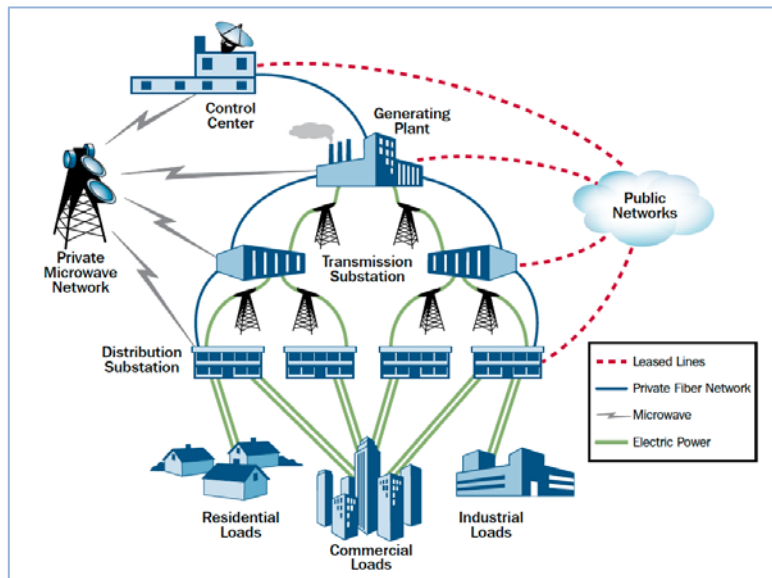 Control
Center
Generating
Plant
Public
Networks
Private
Microwave
Network
Transmission
Substation
Distribution
Substation
Leased Lines
Private Fiber Network
Microwave
Electric Power
Residential
Loads
Commercial
Loads
Industrial
Loads